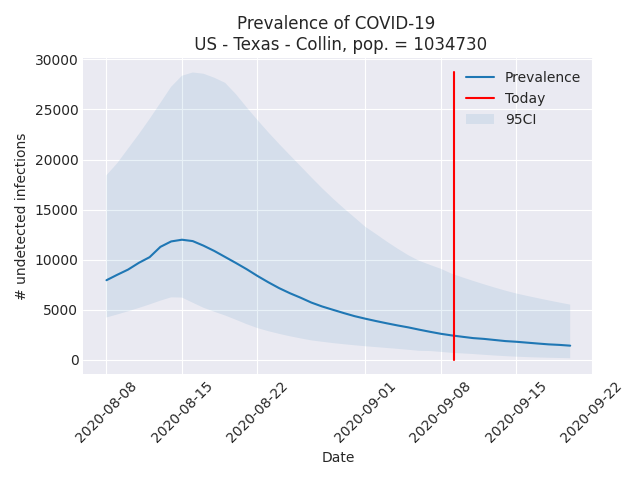 Prevalence of COVID-19
US - Texas - Collin, pop. = 1034730
30000
25000
20000
15000
10000
5000
0
# undetected infections
Prevalence
Today
95CI
2020-08-08
2020-08-15
2020-08-22
2020-09-01
2020-09-08
2020-09-15
2020-09-22
Date